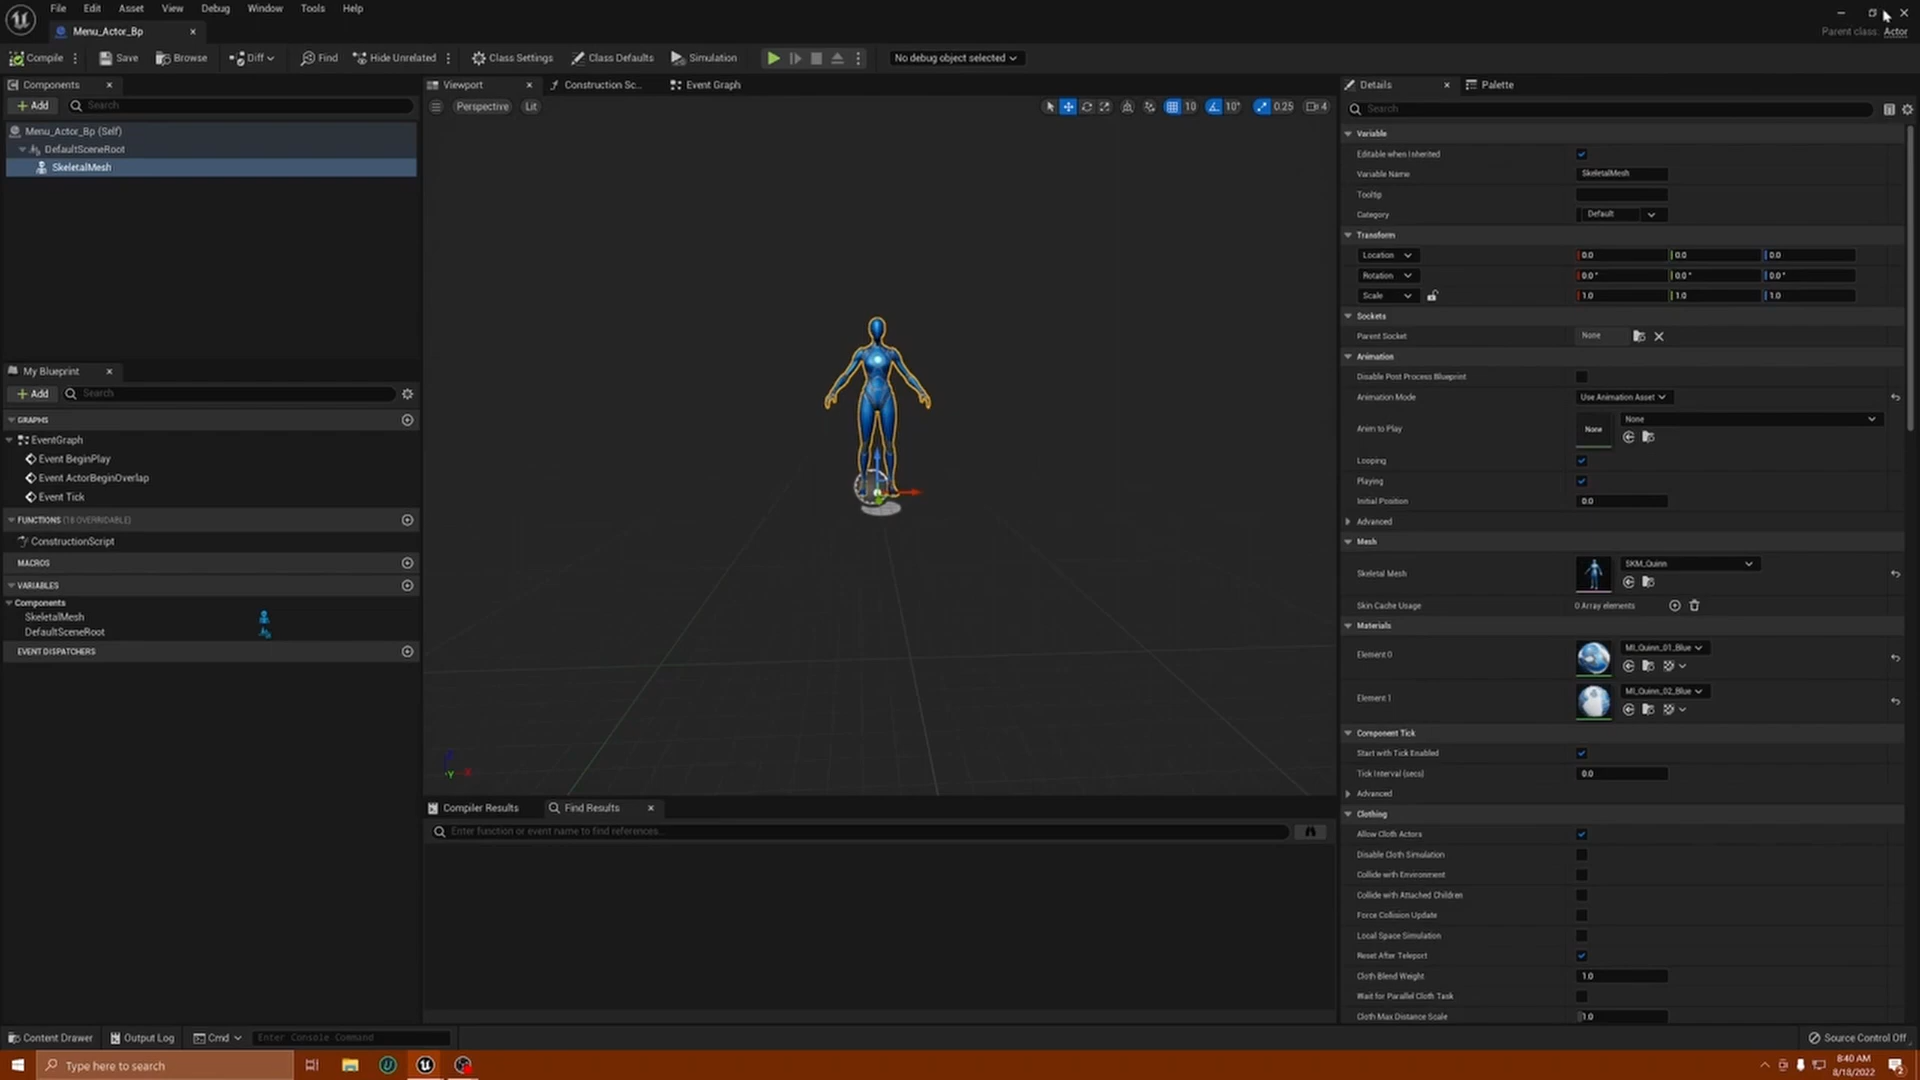 File Edit Asset View Debug Window Tools Help
Menu_Actor_Bp
Parent class: Actor
Compile Save Browse Diff Find Hide Unrelated Class Settings Class Defaults Simulation No debug object selected
Components
Add Search
Menu_Actor_Bp (Self)
DefaultSceneRoot
SkeletalMesh
My Blueprint
Add Search
GRAPHS
EventGraph
Event BeginPlay
Event ActorBeginOverlap
Event Tick
FUNCTIONS (18 OVERRIDABLE)
ConstructionScript
MACROS
VARIABLES
Components
SkeletalMesh
DefaultSceneRoot
EVENT DISPATCHERS
Viewport Construction Sc... Event Graph
Perspective Lit 10 10° 0.25 4
Z
Y X
Compiler Results Find Results
Enter function or event name to find references...
Details Palette
Search
Variable
Editable when Inherited
Variable Name SkeletalMesh
Tooltip
Category Default
Transform
Location 0.0 0.0 0.0
Rotation 0.0° 0.0° 0.0°
Scale 1.0 1.0 1.0
Sockets
Parent Socket None
Animation
Disable Post Process Blueprint
Animation Mode Use Animation Asset
Anim to Play None None
Looping
Playing
Initial Position 0.0
Advanced
Mesh
Skeletal Mesh SKM_Quinn
Skin Cache Usage 0 Array elements
Materials
Element 0 MI_Quinn_01_Blue
Element 1 MI_Quinn_02_Blue
Component Tick
Start with Tick Enabled
Tick Interval (secs) 0.0
Advanced
Clothing
Allow Cloth Actors
Disable Cloth Simulation
Collide with Environment
Collide with Attached Children
Force Collision Update
Local Space Simulation
Reset After Teleport
Cloth Blend Weight 1.0
Wait for Parallel Cloth Task
Cloth Max Distance Scale 1.0
Content Drawer Output Log Cmd Enter Console Command Source Control Off
Type here to search
8:40 AM
8/18/2022
2